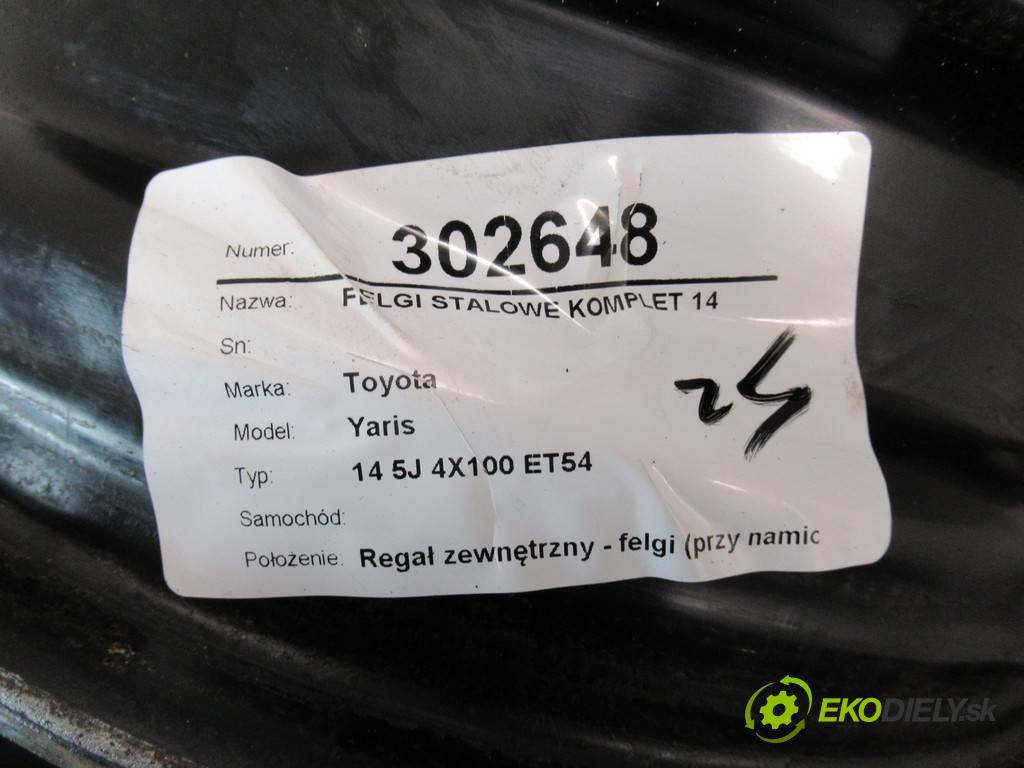 Numer: 302648
Nazwa: FELGI STALOWE KOMPLET 14
Sn:
Marka: Toyota
Model: Yaris
Typ: 14 5J 4X100 ET54
Samochód:
Położenie: Regał zewnętrzny - felgi (przy namic
EKODIELY.sk